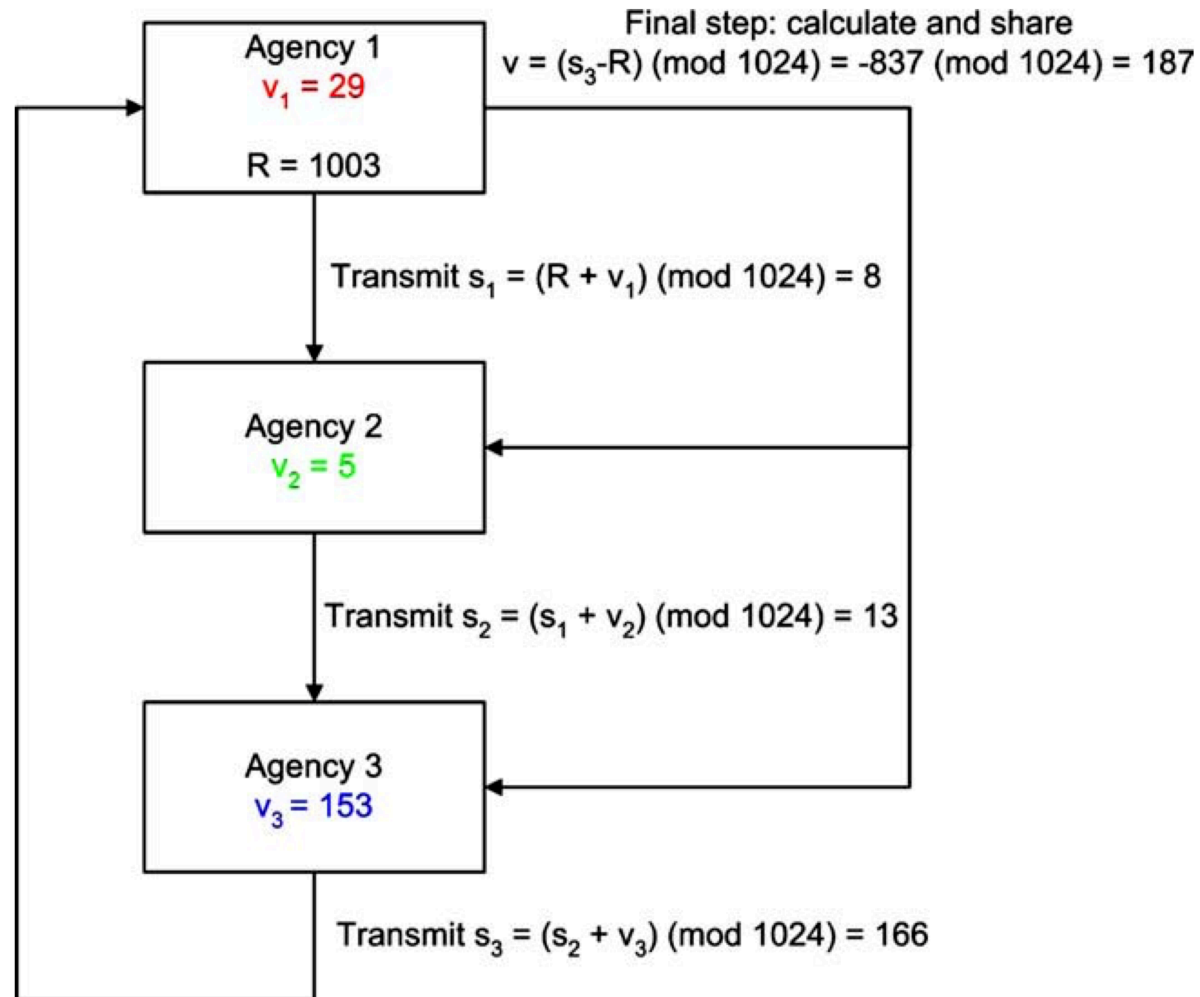 Agency 1
v₁ = 29
R = 1003
Final step: calculate and share
v = (s₃-R) (mod 1024) = -837 (mod 1024) = 187
Transmit s₁ = (R + v₁) (mod 1024) = 8
Agency 2
v₂ = 5
Transmit s₂ = (s₁ + v₂) (mod 1024) = 13
Agency 3
v₃ = 153
Transmit s₃ = (s₂ + v₃) (mod 1024) = 166